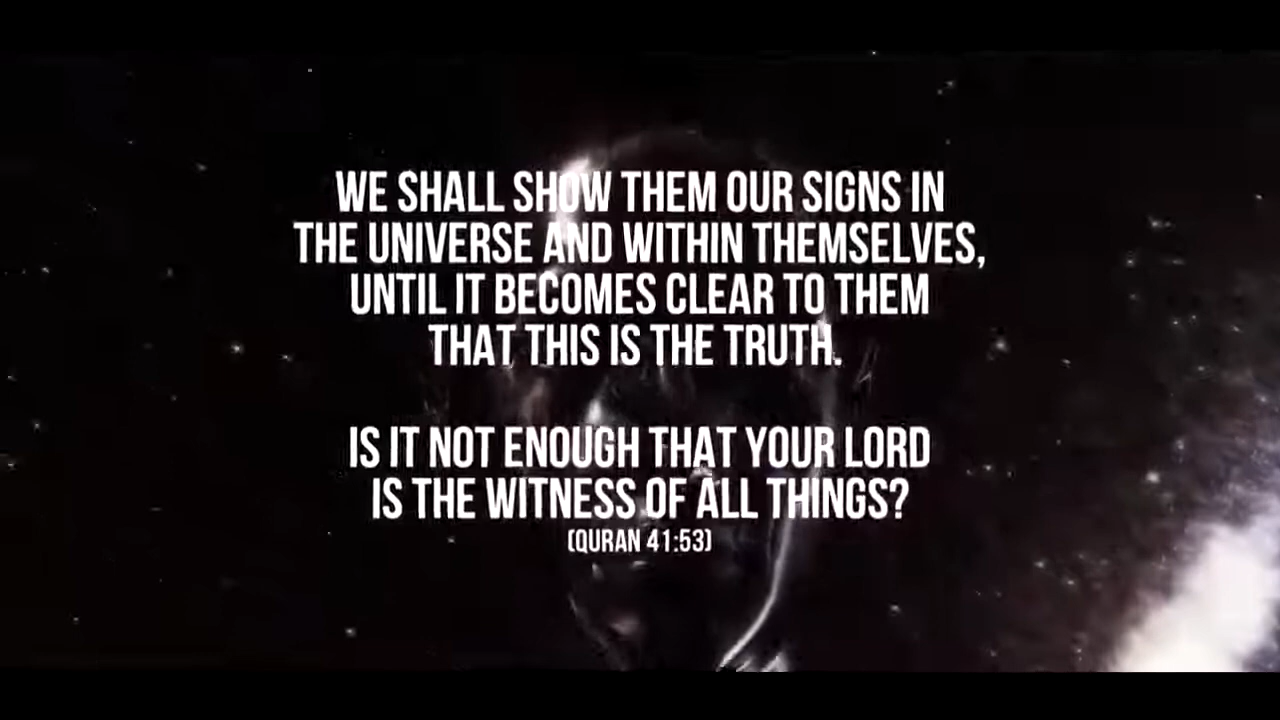 WE SHALL SHOW THEM OUR SIGNS IN
THE UNIVERSE AND WITHIN THEMSELVES,
UNTIL IT BECOMES CLEAR TO THEM
THAT THIS IS THE TRUTH.
IS IT NOT ENOUGH THAT YOUR LORD
IS THE WITNESS OF ALL THINGS?
(QURAN 41:53)